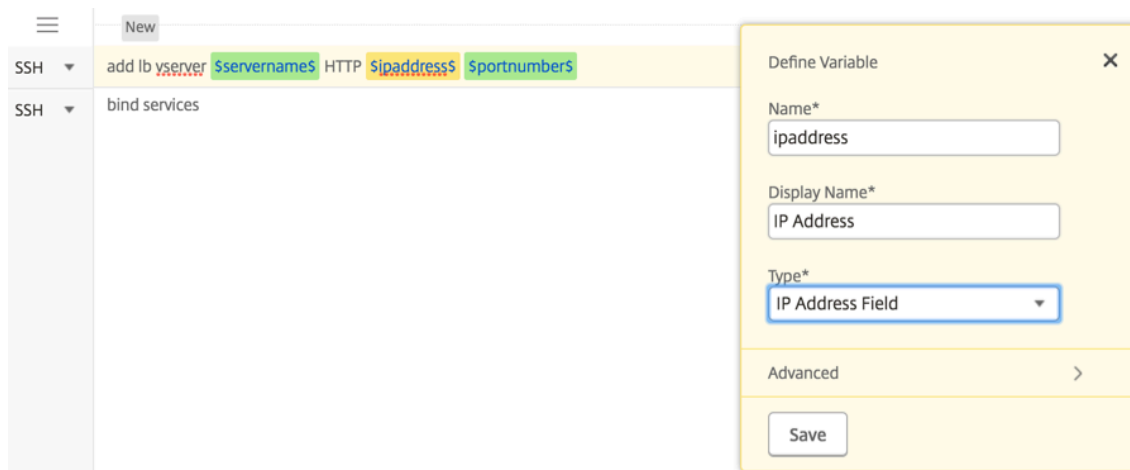 New
SSH add lb vserver $servername$ HTTP $ipaddress$ $portnumber$
SSH bind services
Define Variable
Name*
ipaddress
Display Name*
IP Address
Type*
IP Address Field
Advanced
Save